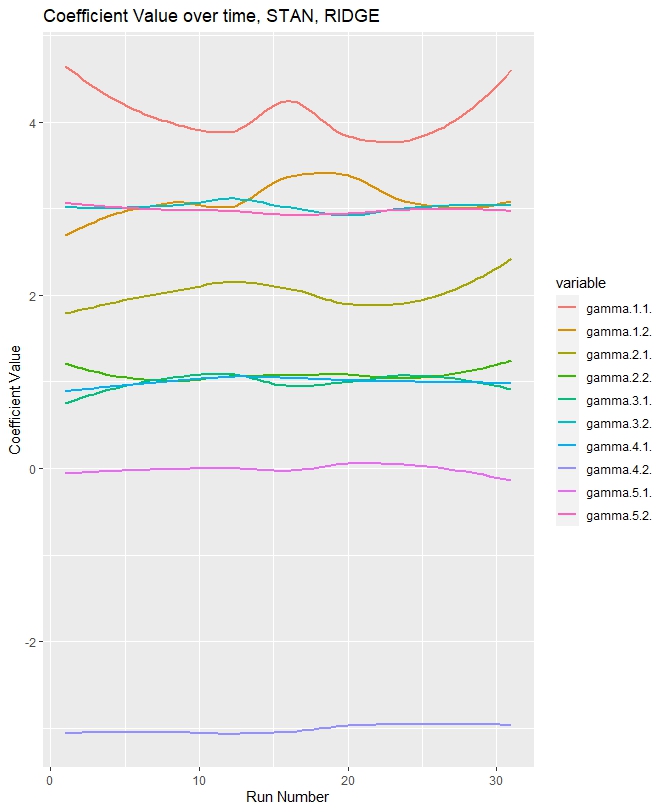 Coefficient Value over time, STAN, RIDGE
4
2
0
-2
Coefficient Value
0 10 20 30
Run Number
variable
gamma.1.1.
gamma.1.2.
gamma.2.1.
gamma.2.2.
gamma.3.1.
gamma.3.2.
gamma.4.1.
gamma.4.2.
gamma.5.1.
gamma.5.2.